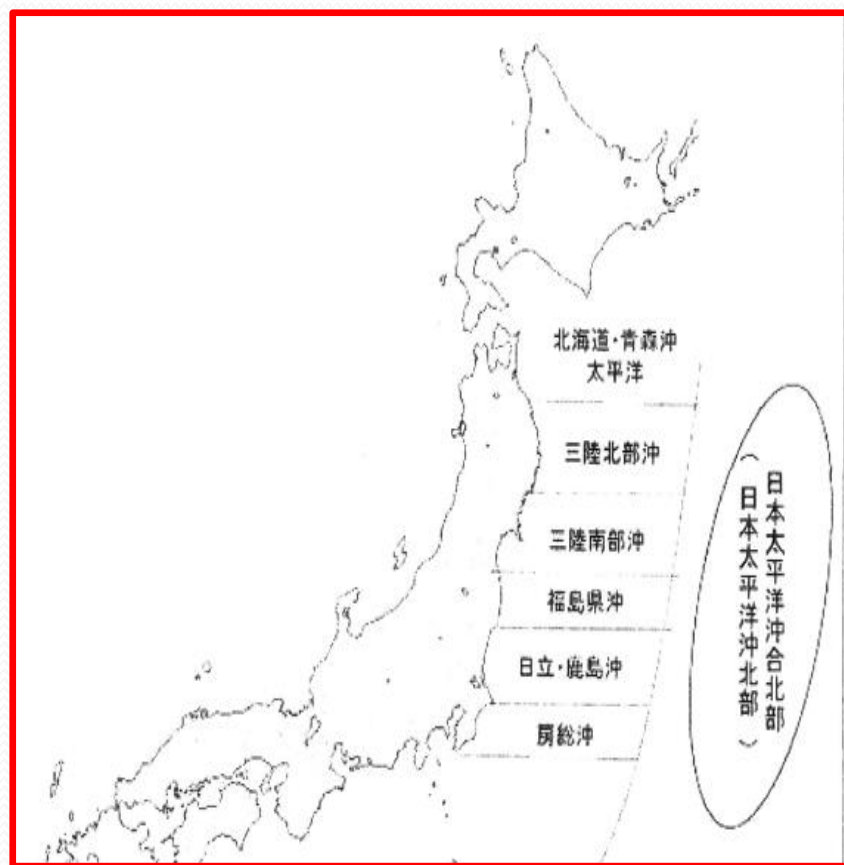 北海道・青森沖
太平洋
三陸北部沖
三陸南部沖
福島県沖
日立・鹿島沖
房総沖
日本太平洋沖合北部
(日本太平洋沖北部)